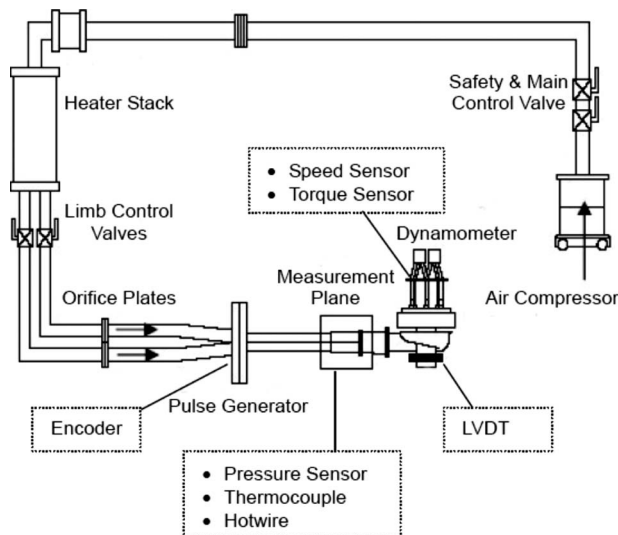 Safety & Main
Control Valve
Heater Stack
• Speed Sensor
• Torque Sensor
Limb Control
Valves
Dynamometer
Measurement
Plane
Orifice Plates
Air Compressor
Pulse Generator
Encoder
LVDT
• Pressure Sensor
• Thermocouple
• Hotwire